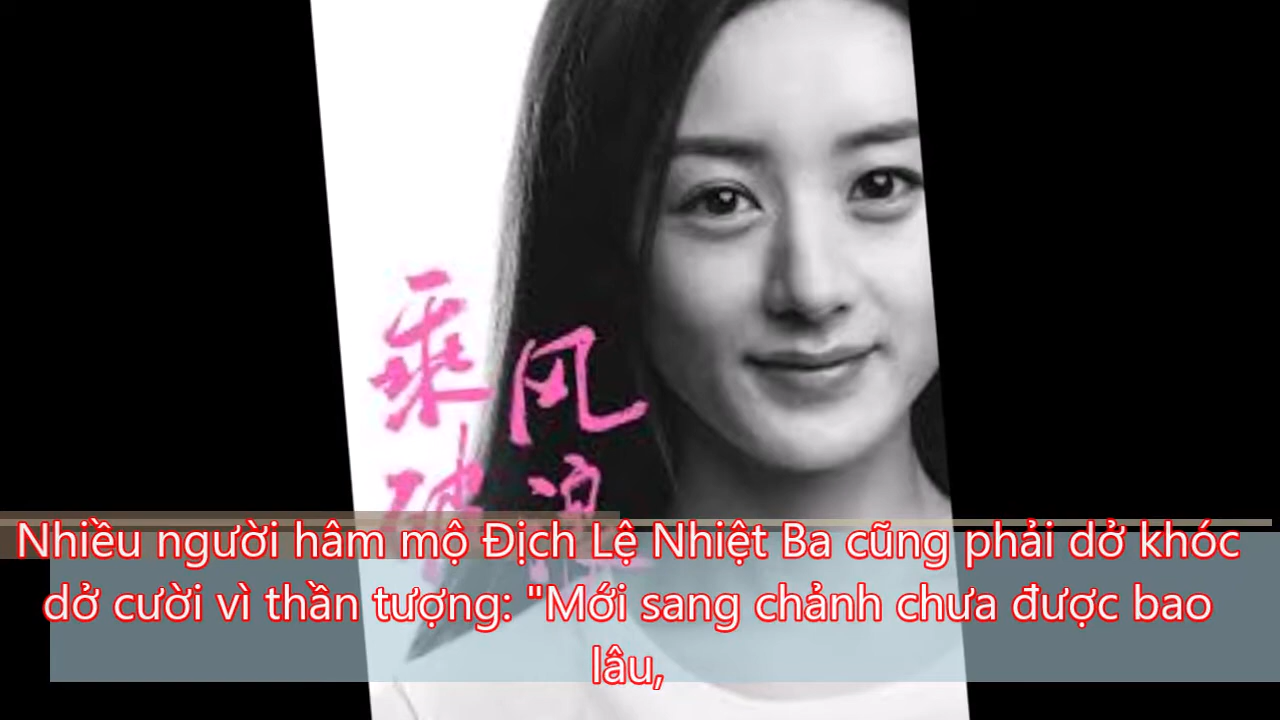 乘风
破浪
Nhiều người hâm mộ Địch Lệ Nhiệt Ba cũng phải dở khóc
dở cười vì thần tượng: "Mới sang chảnh chưa được bao
lâu,